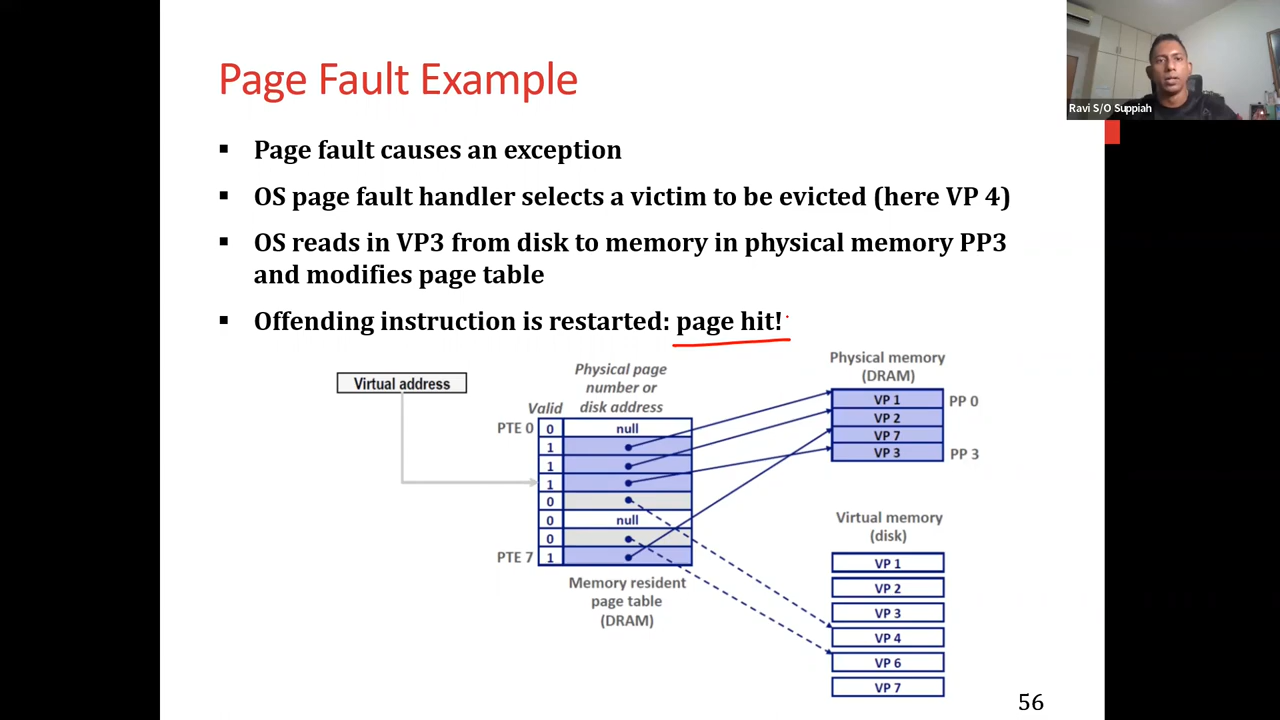 Page Fault Example
Ravi S/O Suppiah
▪ Page fault causes an exception
▪ OS page fault handler selects a victim to be evicted (here VP 4)
▪ OS reads in VP3 from disk to memory in physical memory PP3
and modifies page table
▪ Offending instruction is restarted: page hit!
Virtual address
Physical page
number or
disk address
Valid
PTE 0
0 null
1
1
1
0
0 null
0
PTE 7 1
Memory resident
page table
(DRAM)
Physical memory
(DRAM)
VP 1 PP 0
VP 2
VP 7
VP 3 PP 3
Virtual memory
(disk)
VP 1
VP 2
VP 3
VP 4
VP 6
VP 7
56